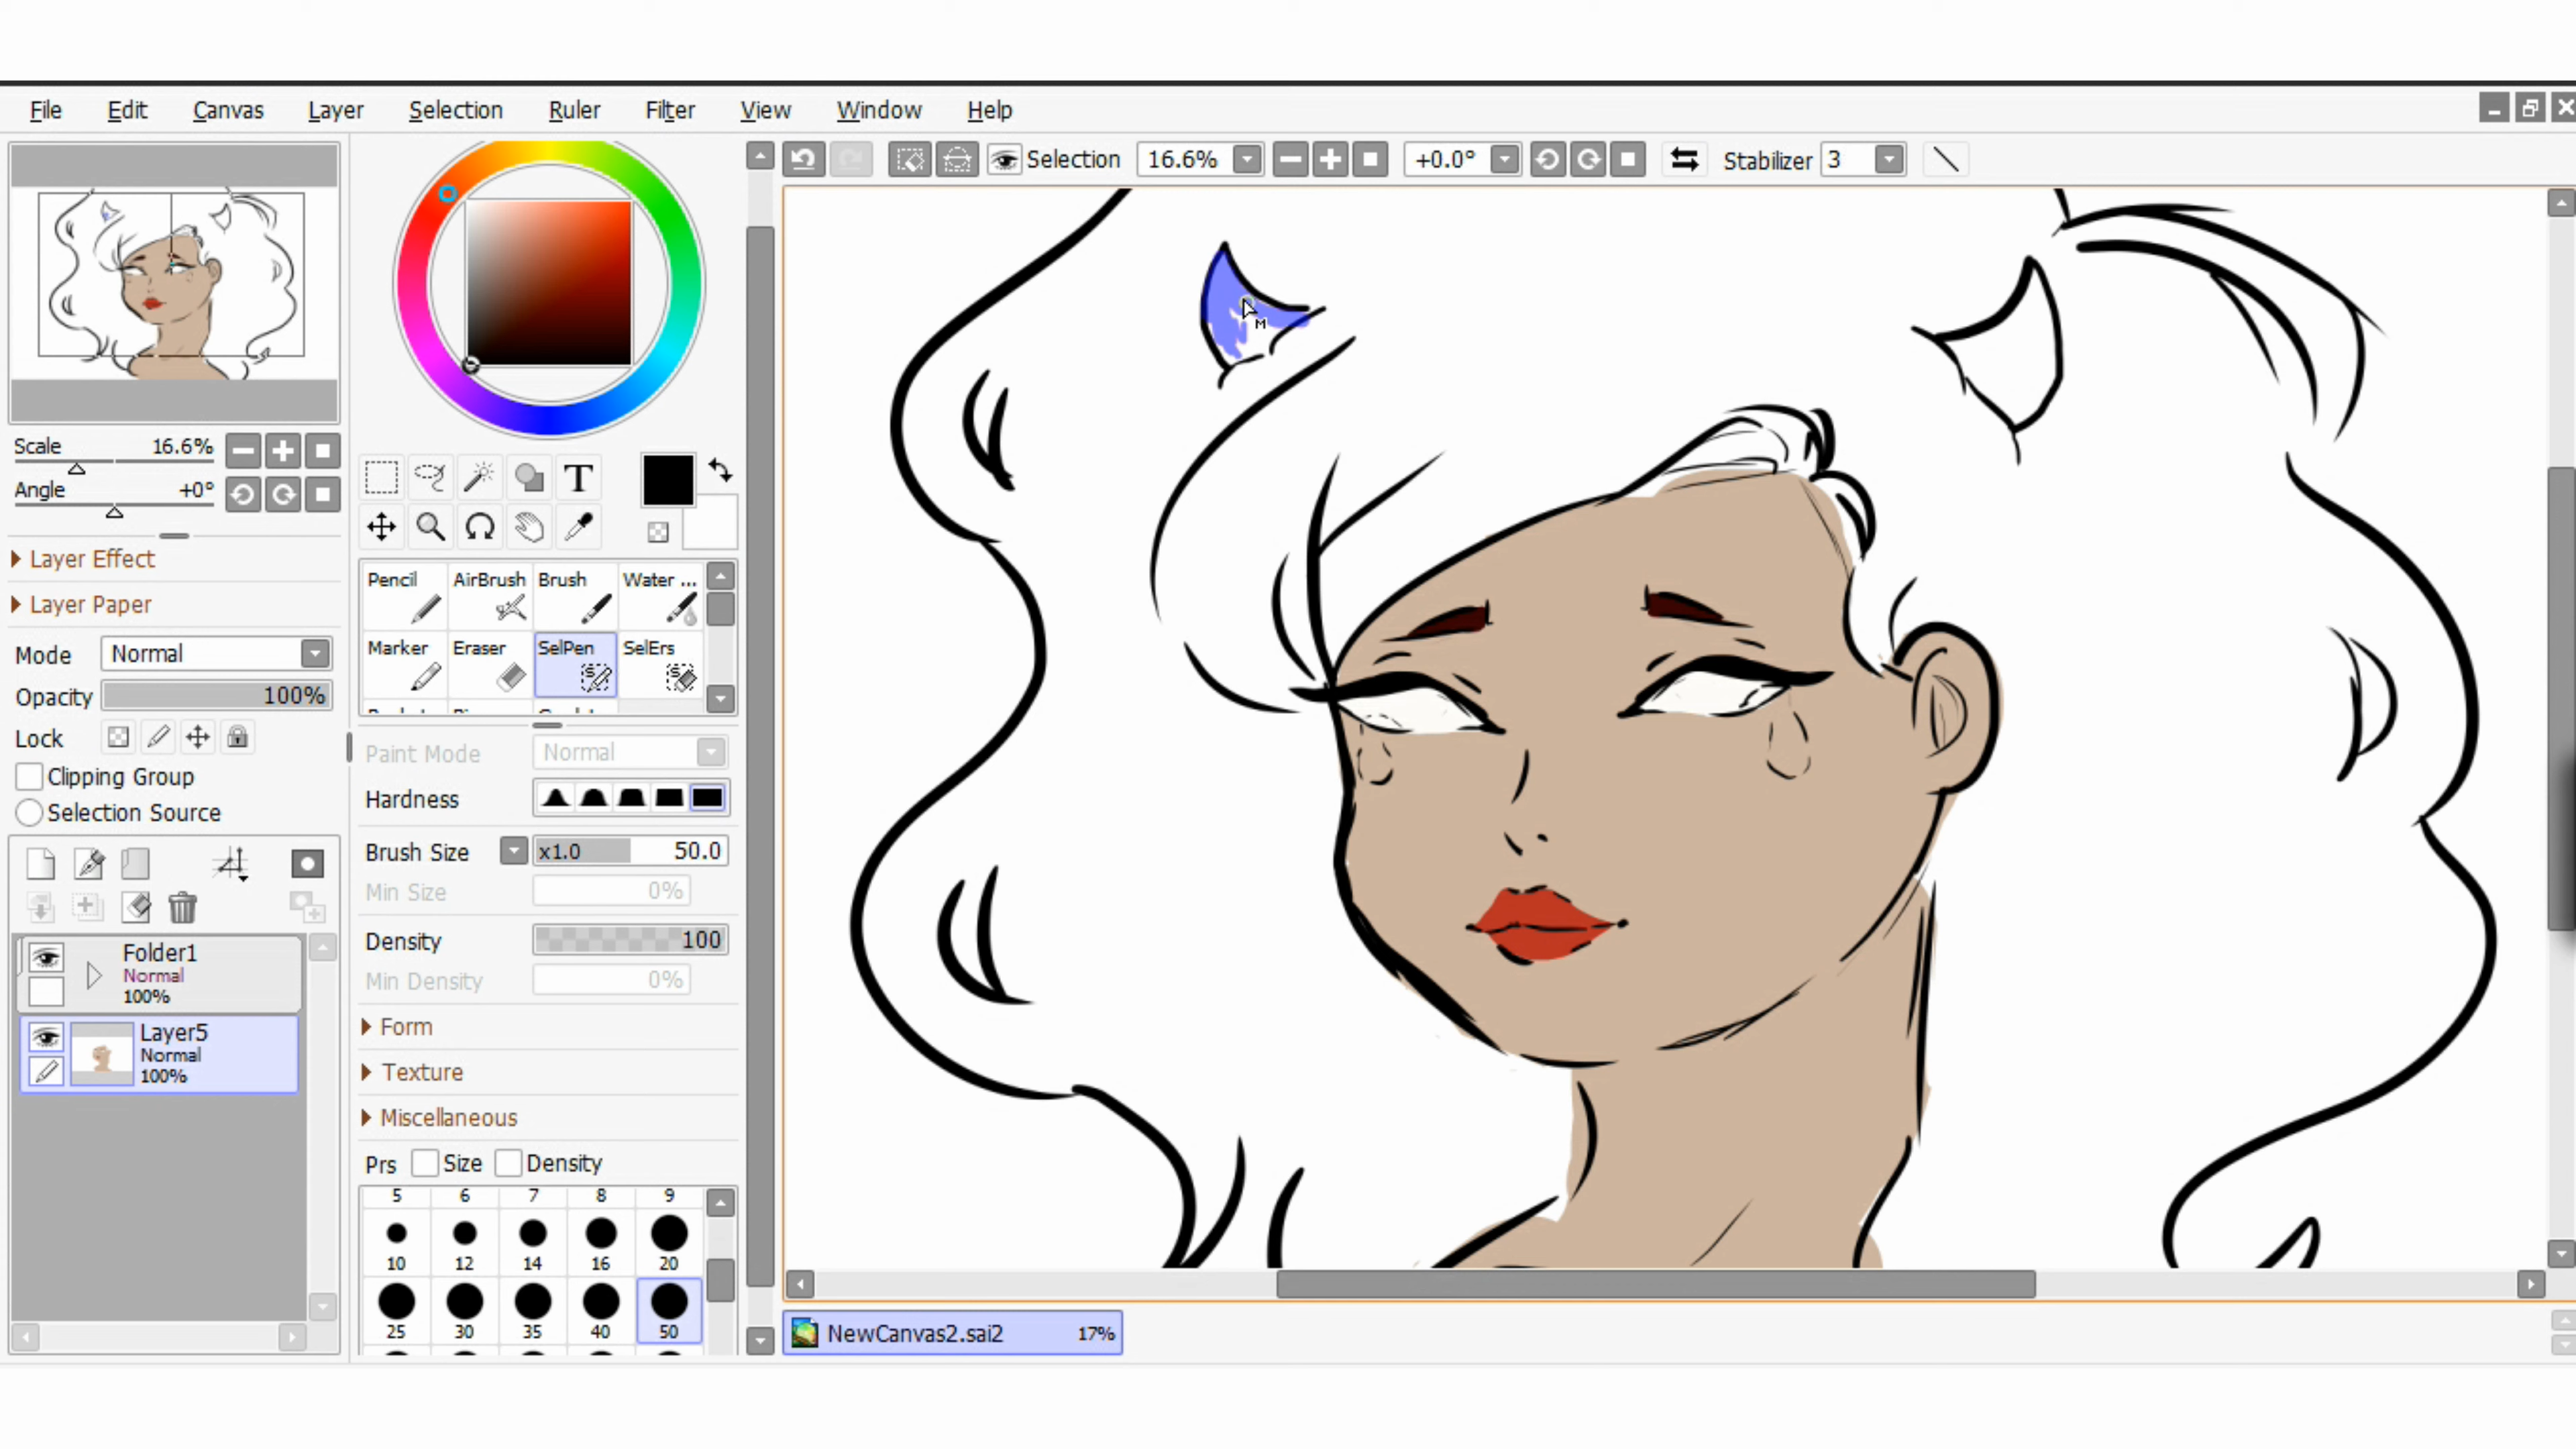 File Edit Canvas Layer Selection Ruler Filter View Window Help
Selection 16.6% +0.0° Stabilizer 3
Scale 16.6%
Angle +0°
Layer Effect
Layer Paper
Mode Normal
Opacity 100%
Lock
Clipping Group
Selection Source
Folder1
Normal
100%
Layer5
Normal
100%
T
Pencil AirBrush Brush Water ...
Marker Eraser SelPen SelErs
Paint Mode Normal
Hardness
Brush Size x1.0 50.0
Min Size 0%
Density 100
Min Density 0%
Form
Texture
Miscellaneous
Prs Size Density
5 6 7 8 9
10 12 14 16 20
25 30 35 40 50
M
NewCanvas2.sai2 17%